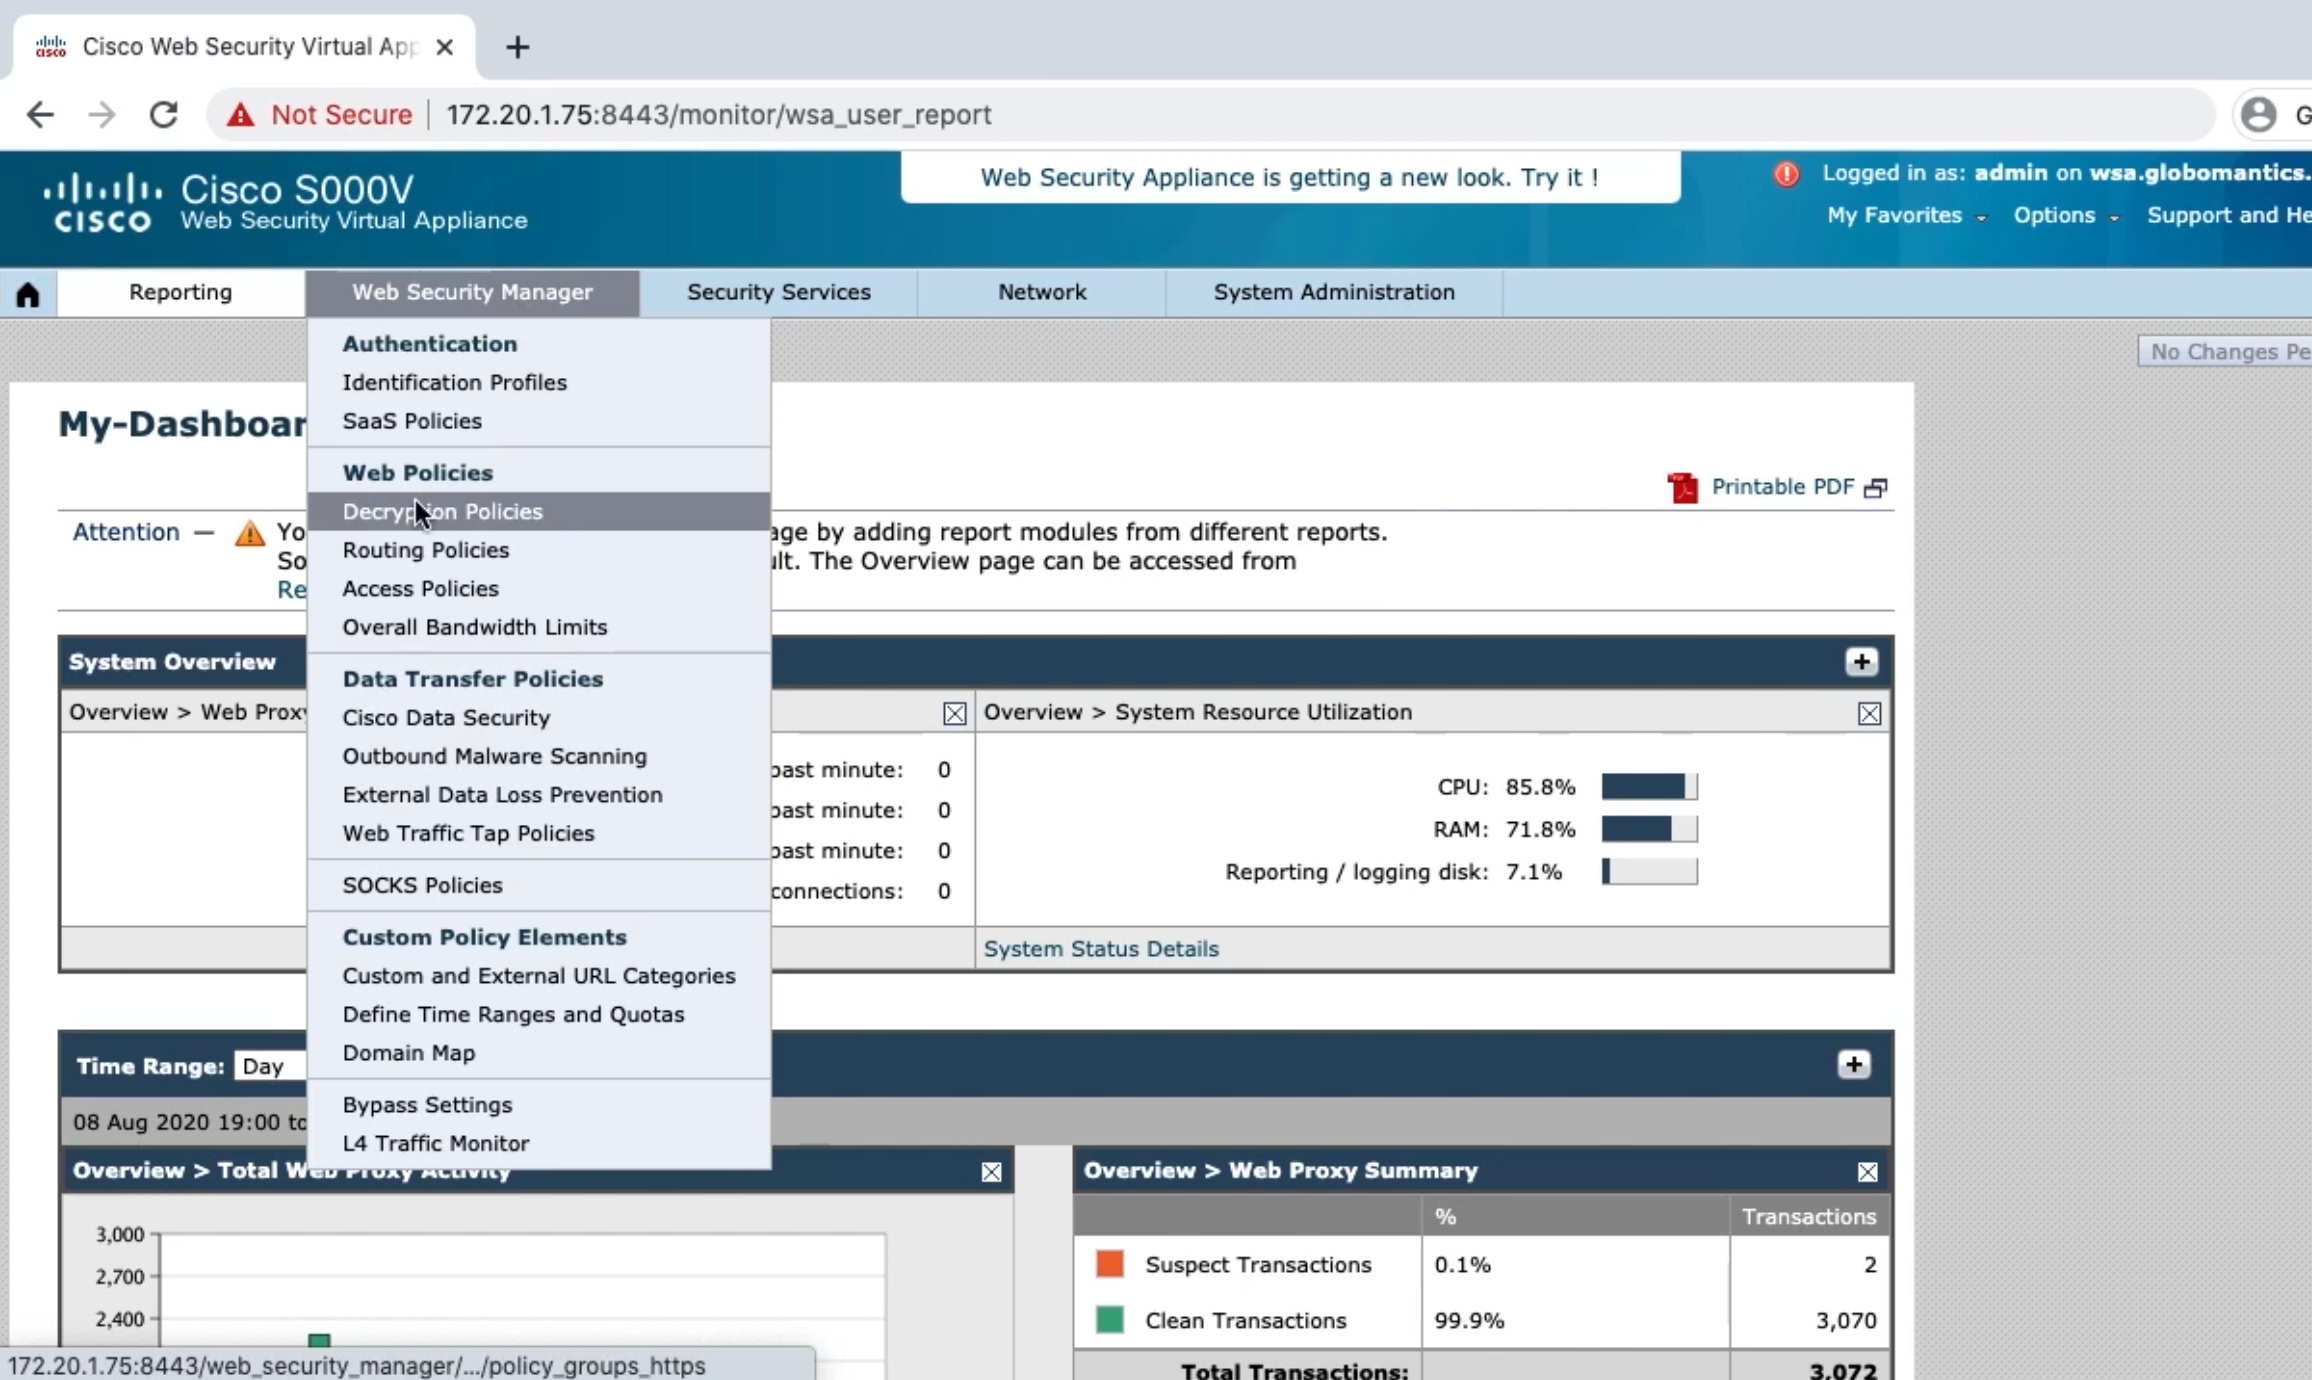 Cisco Web Security Virtual App
Not Secure 172.20.1.75:8443/monitor/wsa_user_report
G
CISCO
Cisco S000V
Web Security Virtual Appliance
Web Security Appliance is getting a new look. Try it !
Logged in as: admin on wsa.globomantics.
My Favorites Options Support and He
Reporting Web Security Manager Security Services Network System Administration
No Changes Pe
Authentication
Identification Profiles
SaaS Policies
Web Policies
Decryption Policies
Routing Policies
Access Policies
Overall Bandwidth Limits
Data Transfer Policies
Cisco Data Security
Outbound Malware Scanning
External Data Loss Prevention
Web Traffic Tap Policies
SOCKS Policies
Custom Policy Elements
Custom and External URL Categories
Define Time Ranges and Quotas
Domain Map
Bypass Settings
L4 Traffic Monitor
My-Dashboar
Printable PDF
Attention — Yo age by adding report modules from different reports.
So ult. The Overview page can be accessed from
Re
System Overview
Overview > Web Proxy
past minute: 0
past minute: 0
past minute: 0
connections: 0
Overview > System Resource Utilization
CPU: 85.8%
RAM: 71.8%
Reporting / logging disk: 7.1%
System Status Details
Time Range: Day
08 Aug 2020 19:00 to
Overview > Total Web Proxy Activity
3,000
2,700
2,400
Overview > Web Proxy Summary
% Transactions
Suspect Transactions 0.1% 2
Clean Transactions 99.9% 3,070
Total Transactions: 3,072
172.20.1.75:8443/web_security_manager/.../policy_groups_https